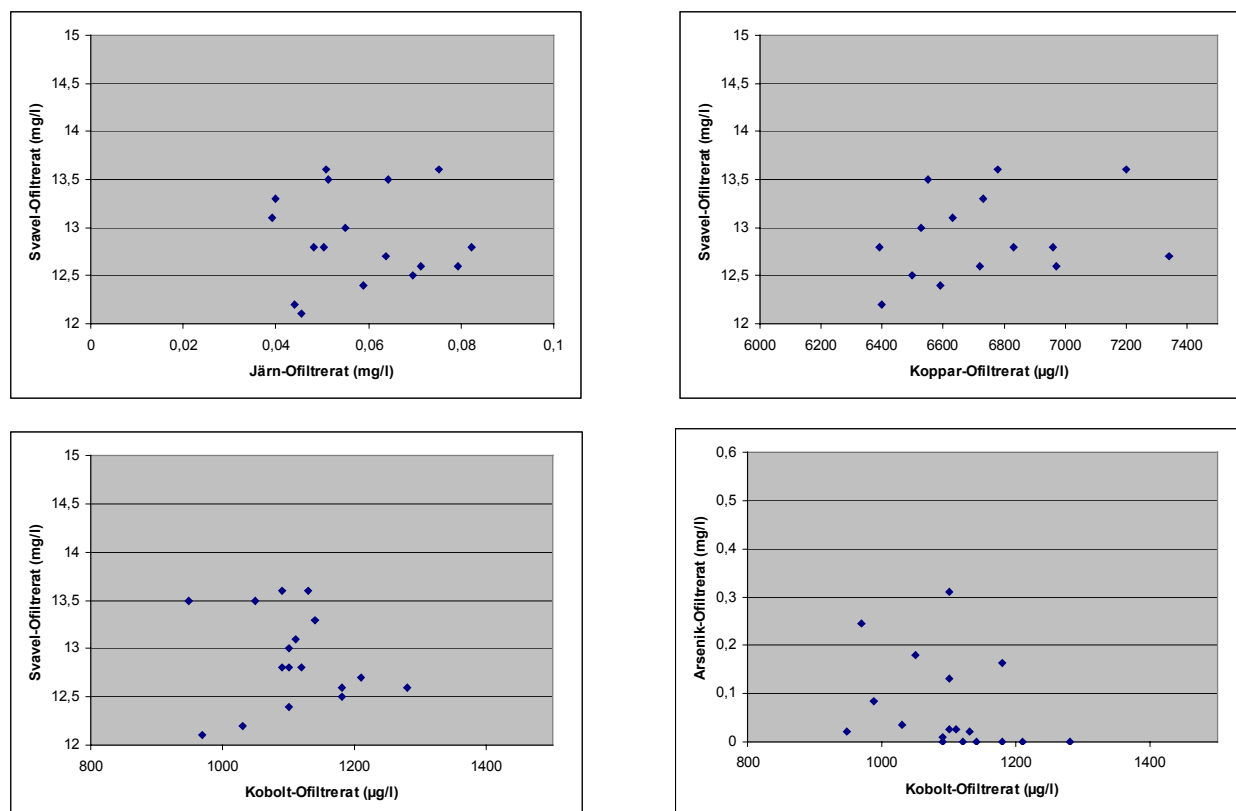 15
14,5
14
13,5
13
12,5
12
0 0,02 0,04 0,06 0,08 0,1
Svavel-Ofiltrerat (mg/l)
Järn-Ofiltrerat (mg/l)
15
14,5
14
13,5
13
12,5
12
6000 6200 6400 6600 6800 7000 7200 7400
Svavel-Ofiltrerat (mg/l)
Koppar-Ofiltrerat (µg/l)
15
14,5
14
13,5
13
12,5
12
800 1000 1200 1400
Svavel-Ofiltrerat (mg/l)
Kobolt-Ofiltrerat (µg/l)
0,6
0,5
0,4
0,3
0,2
0,1
0
800 1000 1200 1400
Arsenik-Ofiltrerat (mg/l)
Kobolt-Ofiltrerat (µg/l)